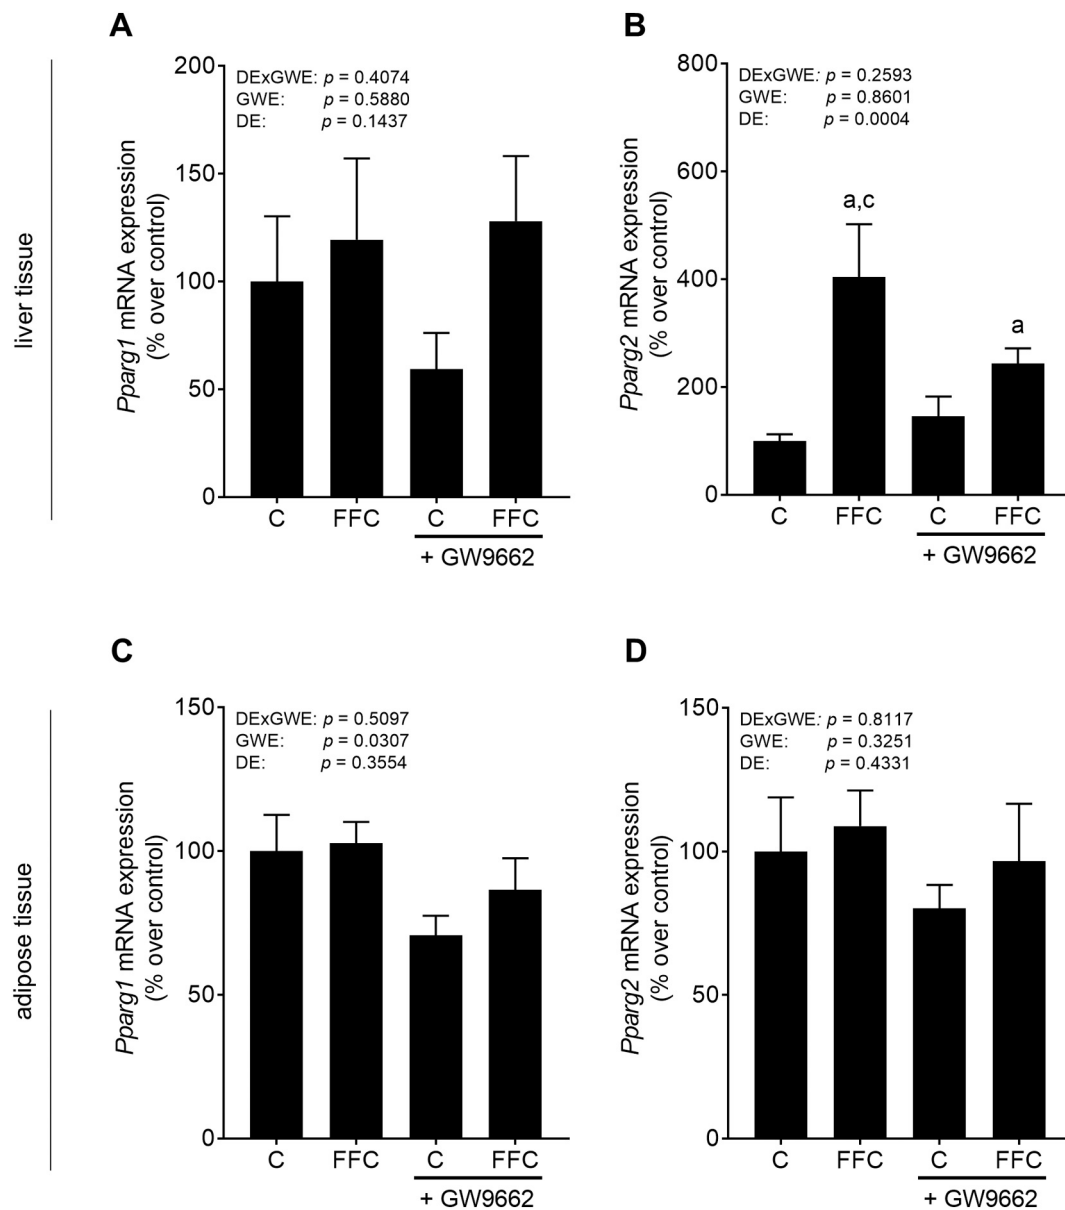 A
liver tissue
Pparg1 mRNA expression
(% over control)
200
150
100
50
0
DExGWE: p = 0.4074
GWE: p = 0.5880
DE: p = 0.1437
C FFC C FFC
+ GW9662
B
Pparg2 mRNA expression
(% over control)
800
600
400
200
0
DExGWE: p = 0.2593
GWE: p = 0.8601
DE: p = 0.0004
a,c
a
C FFC C FFC
+ GW9662
C
adipose tissue
Pparg1 mRNA expression
(% over control)
150
100
50
0
DExGWE: p = 0.5097
GWE: p = 0.0307
DE: p = 0.3554
C FFC C FFC
+ GW9662
D
Pparg2 mRNA expression
(% over control)
150
100
50
0
DExGWE: p = 0.8117
GWE: p = 0.3251
DE: p = 0.4331
C FFC C FFC
+ GW9662